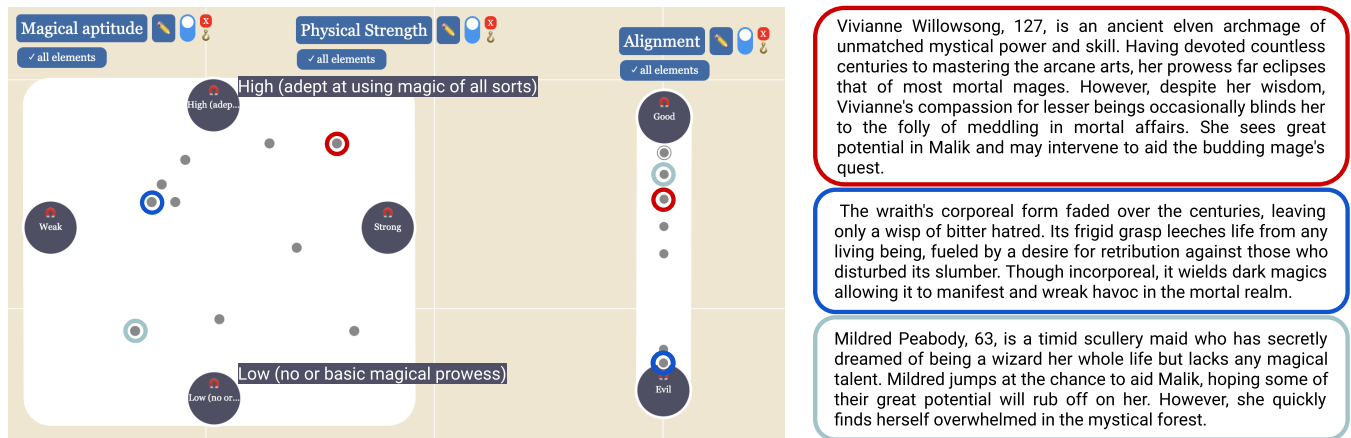 Magical aptitude
x
✓ all elements
Physical Strength
x
✓ all elements
Alignment
x
✓ all elements
High (adep...
High (adept at using magic of all sorts)
Weak
Strong
Low (no or basic magical prowess)
Low (no or...
Good
Evil
Vivianne Willowsong, 127, is an ancient elven archmage of
unmatched mystical power and skill. Having devoted countless
centuries to mastering the arcane arts, her prowess far eclipses
that of most mortal mages. However, despite her wisdom,
Vivianne's compassion for lesser beings occasionally blinds her
to the folly of meddling in mortal affairs. She sees great
potential in Malik and may intervene to aid the budding mage's
quest.
The wraith's corporeal form faded over the centuries, leaving
only a wisp of bitter hatred. Its frigid grasp leeches life from any
living being, fueled by a desire for retribution against those who
disturbed its slumber. Though incorporeal, it wields dark magics
allowing it to manifest and wreak havoc in the mortal realm.
Mildred Peabody, 63, is a timid scullery maid who has secretly
dreamed of being a wizard her whole life but lacks any magical
talent. Mildred jumps at the chance to aid Malik, hoping some of
their great potential will rub off on her. However, she quickly
finds herself overwhelmed in the mystical forest.